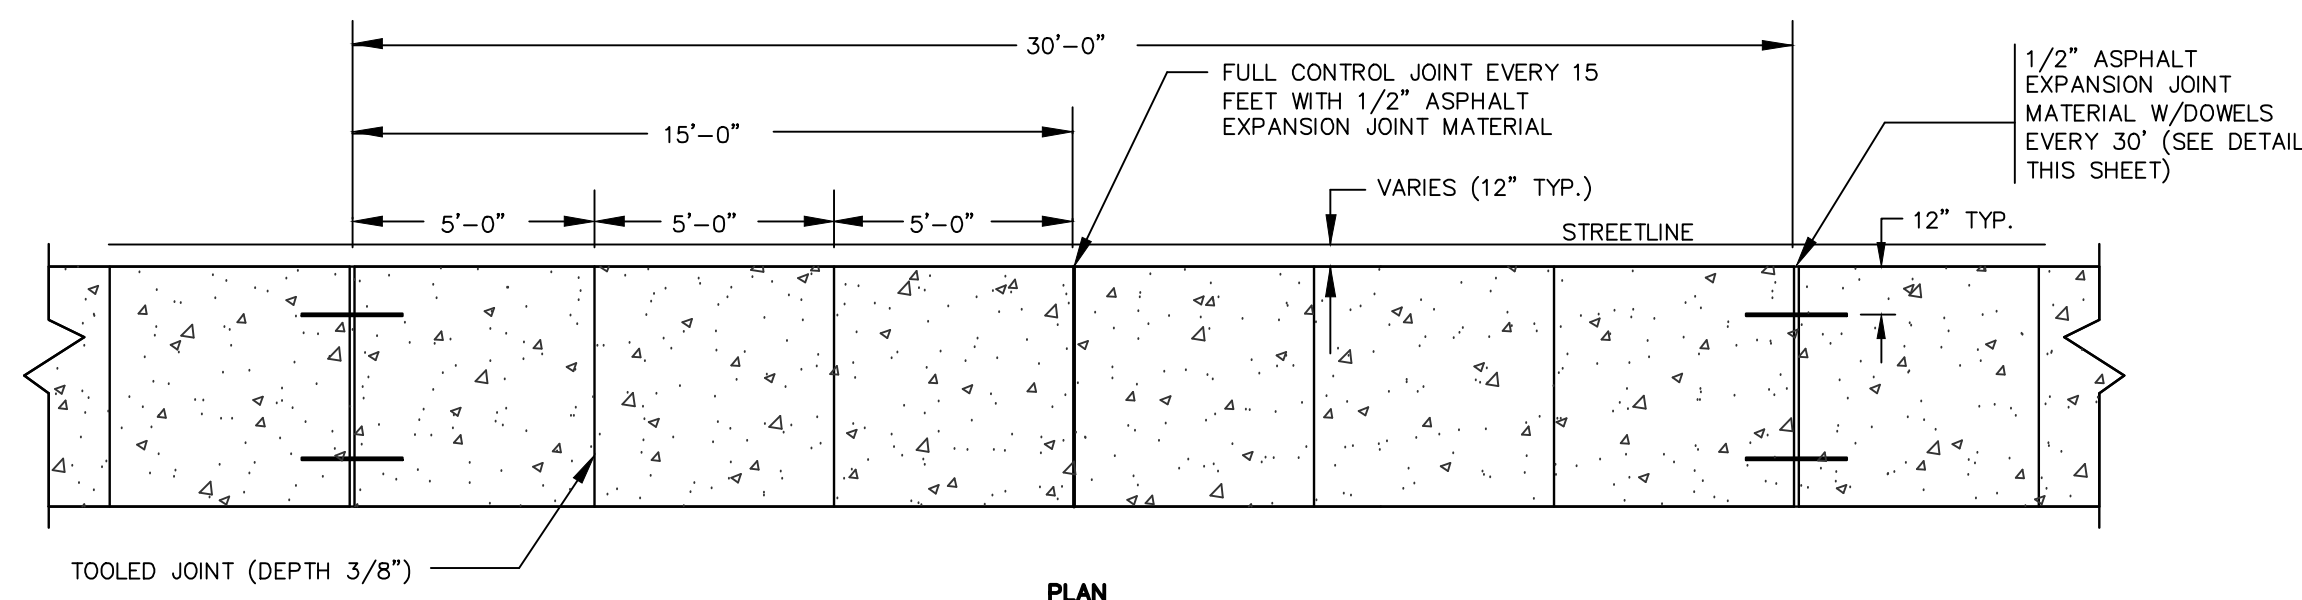 30'-0"
1/2" ASPHALT
EXPANSION JOINT
MATERIAL W/DOWELS
EVERY 30' (SEE DETAIL
THIS SHEET)
FULL CONTROL JOINT EVERY 15
FEET WITH 1/2" ASPHALT
EXPANSION JOINT MATERIAL
15'-0"
VARIES (12" TYP.)
5'-0" 5'-0" 5'-0"
STREETLINE
12" TYP.
TOOLED JOINT (DEPTH 3/8")
PLAN